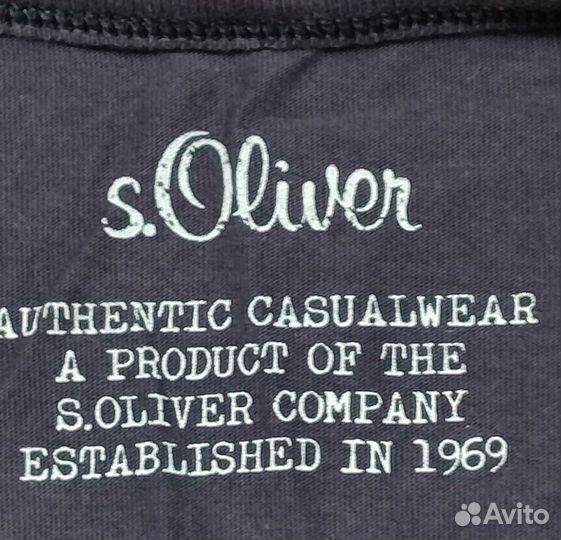 s.Oliver
AUTHENTIC CASUALWEAR
A PRODUCT OF THE
S.OLIVER COMPANY
ESTABLISHED IN 1969
Avito